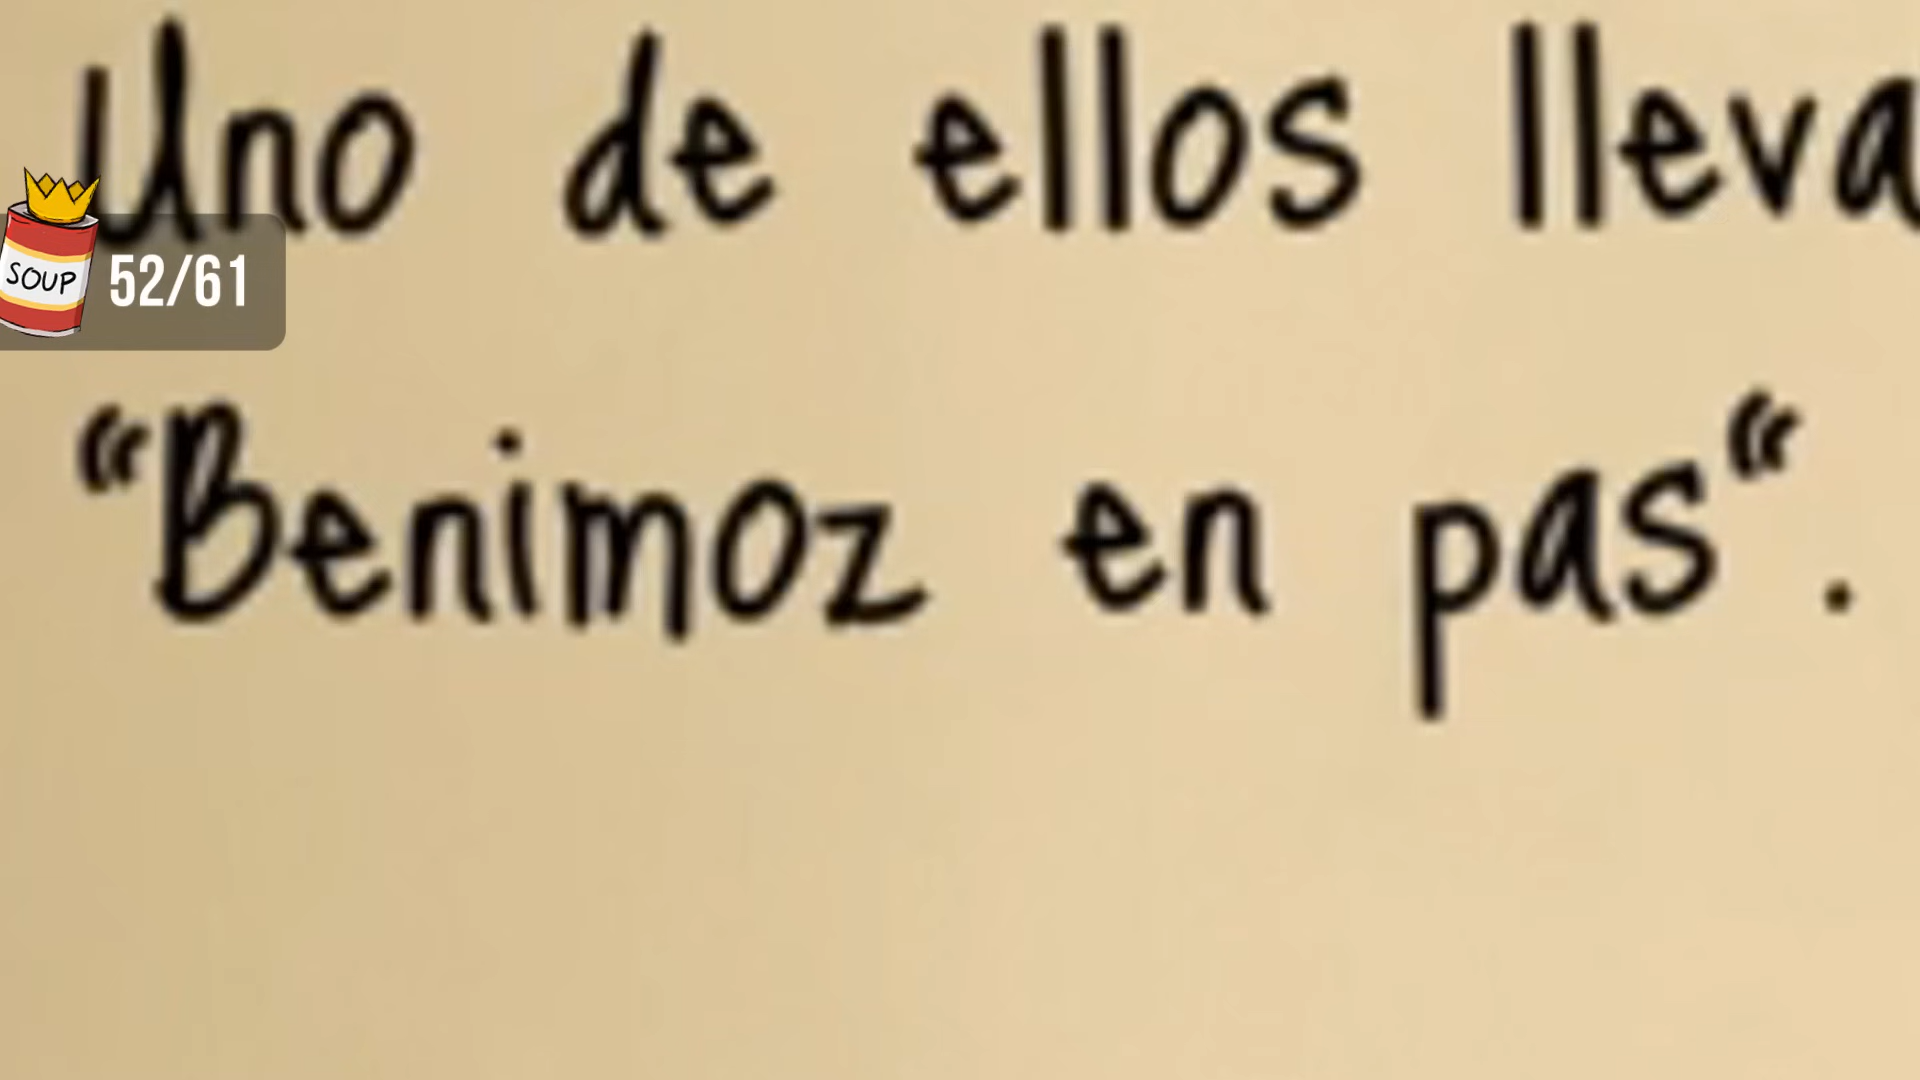 Uno de ellos lleva
SOUP
52/61
“Benimoz en pas“.